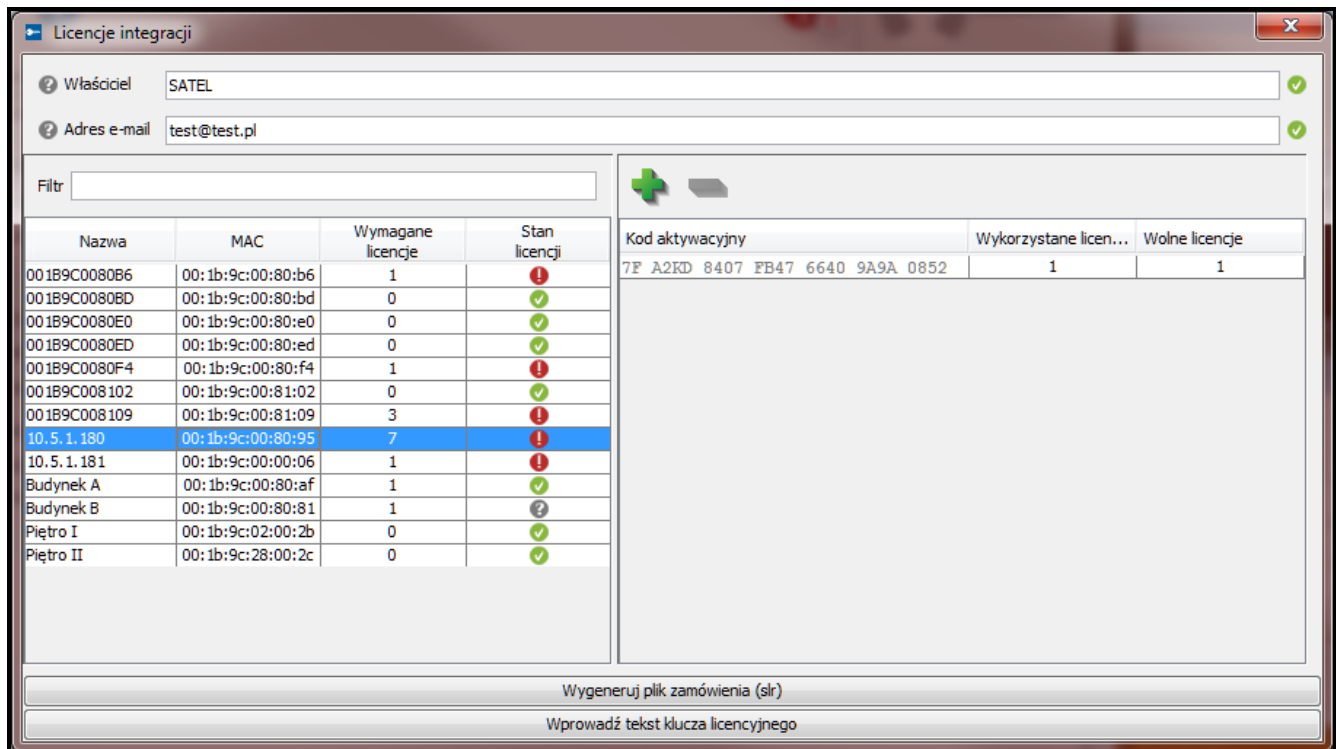 Licencje integracji
Właściciel SATEL
Adres e-mail test@test.pl
Filtr
Nazwa MAC Wymagane licencje Stan licencji
001B9C0080B6 00:1b:9c:00:80:b6 1
001B9C0080BD 00:1b:9c:00:80:bd 0
001B9C0080E0 00:1b:9c:00:80:e0 0
001B9C0080ED 00:1b:9c:00:80:ed 0
001B9C0080F4 00:1b:9c:00:80:f4 1
001B9C008102 00:1b:9c:00:81:02 0
001B9C008109 00:1b:9c:00:81:09 3
10.5.1.180 00:1b:9c:00:80:95 7
10.5.1.181 00:1b:9c:00:00:06 1
Budynek A 00:1b:9c:00:80:af 1
Budynek B 00:1b:9c:00:80:81 1
Piętro I 00:1b:9c:02:00:2b 0
Piętro II 00:1b:9c:28:00:2c 0
Kod aktywacyjny Wykorzystane licen... Wolne licencje
7F A2KD 8407 FB47 6640 9A9A 0852 1 1
Wygeneruj plik zamówienia (slr)
Wprowadź tekst klucza licencyjnego